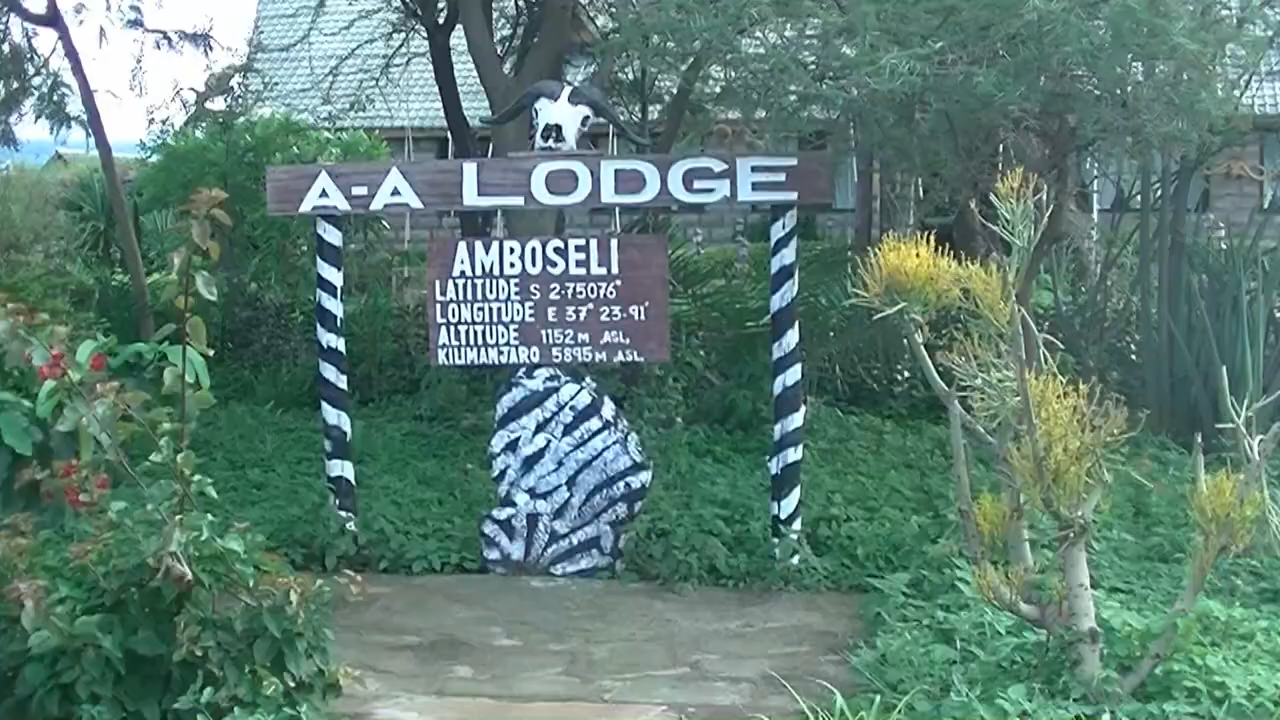 A-A LODGE
AMBOSELI
LATITUDE S 2-75076°
LONGITUDE E 37° 23-91'
ALTITUDE 1152M ASL,
KILIMANJARO 5895M ASL,